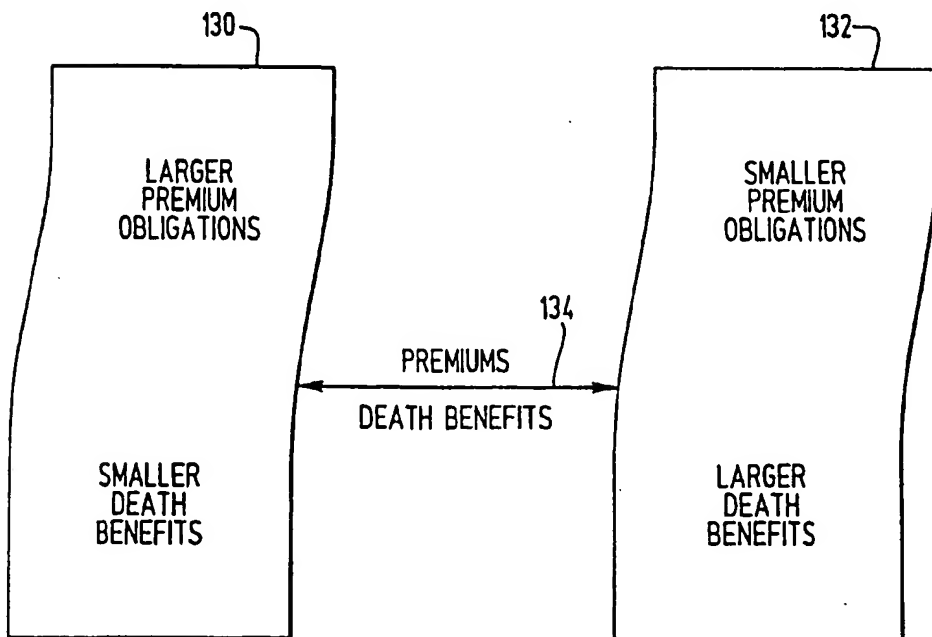 130
132
LARGER
PREMIUM
OBLIGATIONS
SMALLER
PREMIUM
OBLIGATIONS
134
PREMIUMS
DEATH BENEFITS
SMALLER
DEATH
BENEFITS
LARGER
DEATH
BENEFITS